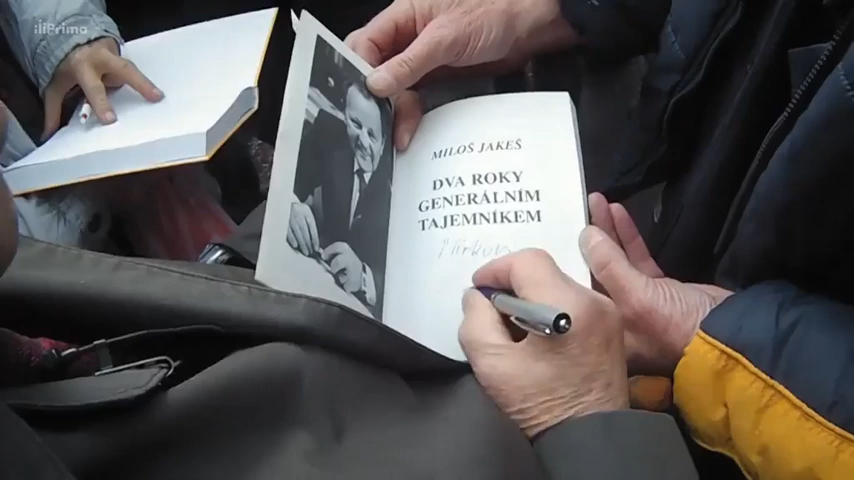 iPrima
MILOŠ JAKEŠ
DVA ROKY
GENERÁLNÍM
TAJEMNÍKEM